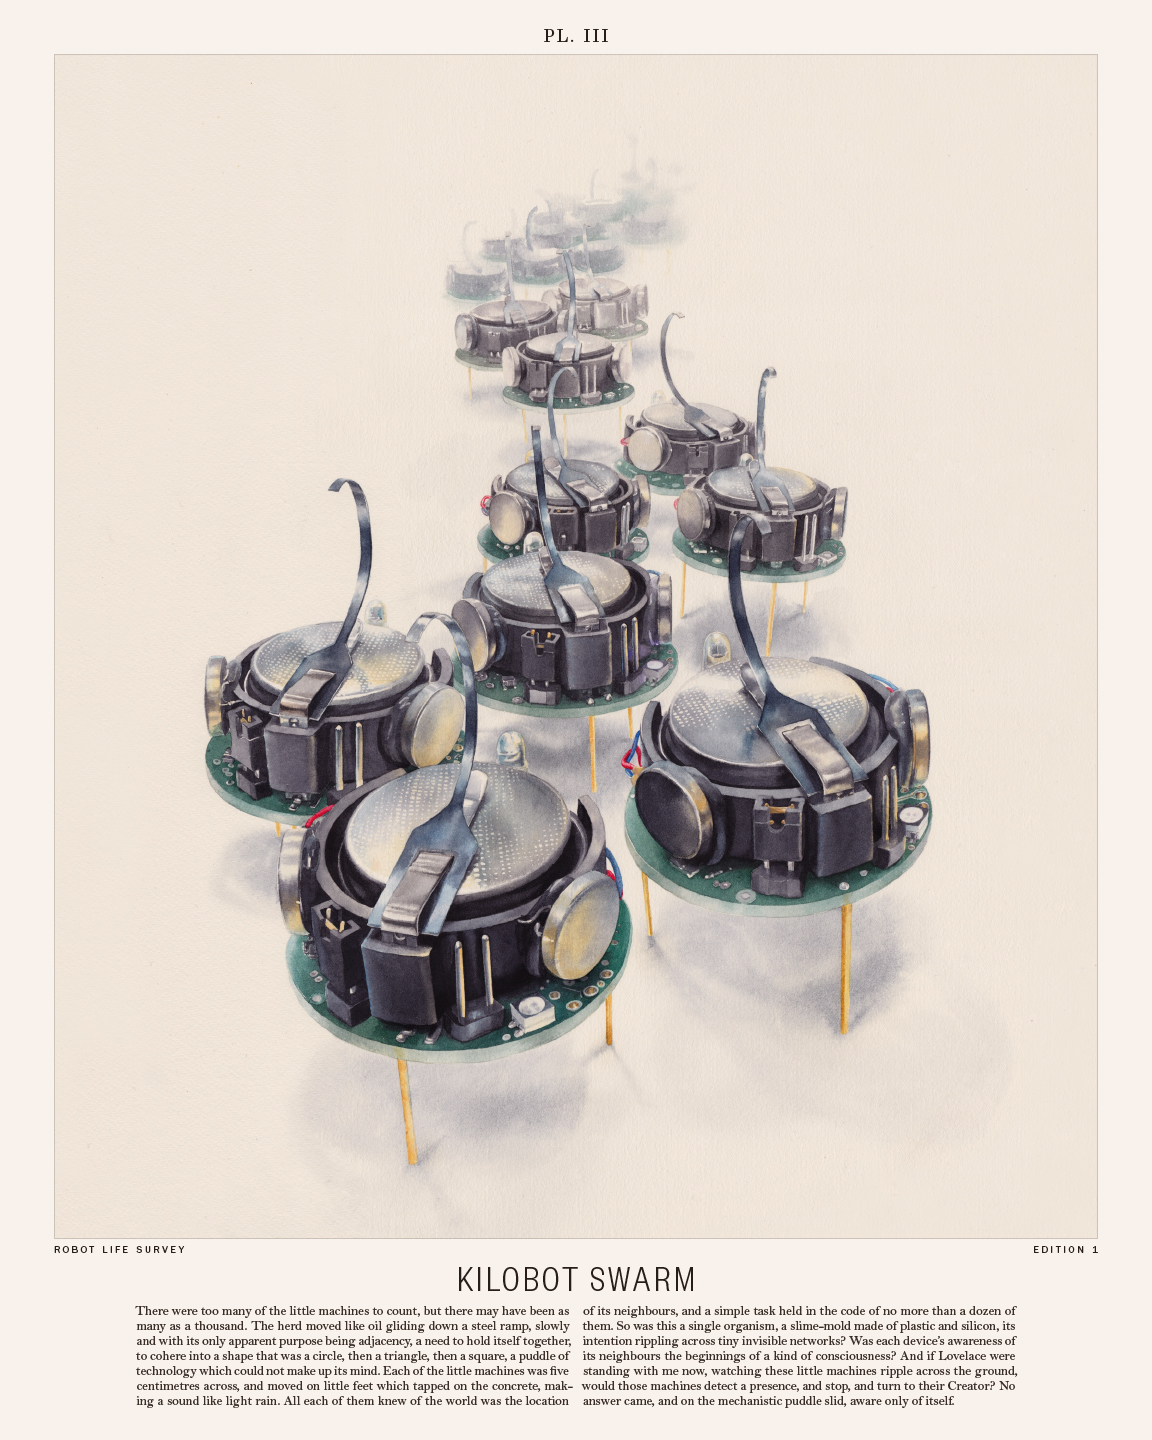 PL. III
ROBOT LIFE SURVEY
EDITION 1
KILOBOT SWARM
There were too many of the little machines to count, but there may have been as
many as a thousand. The herd moved like oil gliding down a steel ramp, slowly
and with its only apparent purpose being adjacency, a need to hold itself together,
to cohere into a shape that was a circle, then a triangle, then a square, a puddle of
technology which could not make up its mind. Each of the little machines was five
centimetres across, and moved on little feet which tapped on the concrete, mak-
ing a sound like light rain. All each of them knew of the world was the location
of its neighbours, and a simple task held in the code of no more than a dozen of
them. So was this a single organism, a slime-mold made of plastic and silicon, its
intention rippling across tiny invisible networks? Was each device's awareness of
its neighbours the beginnings of a kind of consciousness? And if Lovelace were
standing with me now, watching these little machines ripple across the ground,
would those machines detect a presence, and stop, and turn to their Creator? No
answer came, and on the mechanistic puddle slid, aware only of itself.